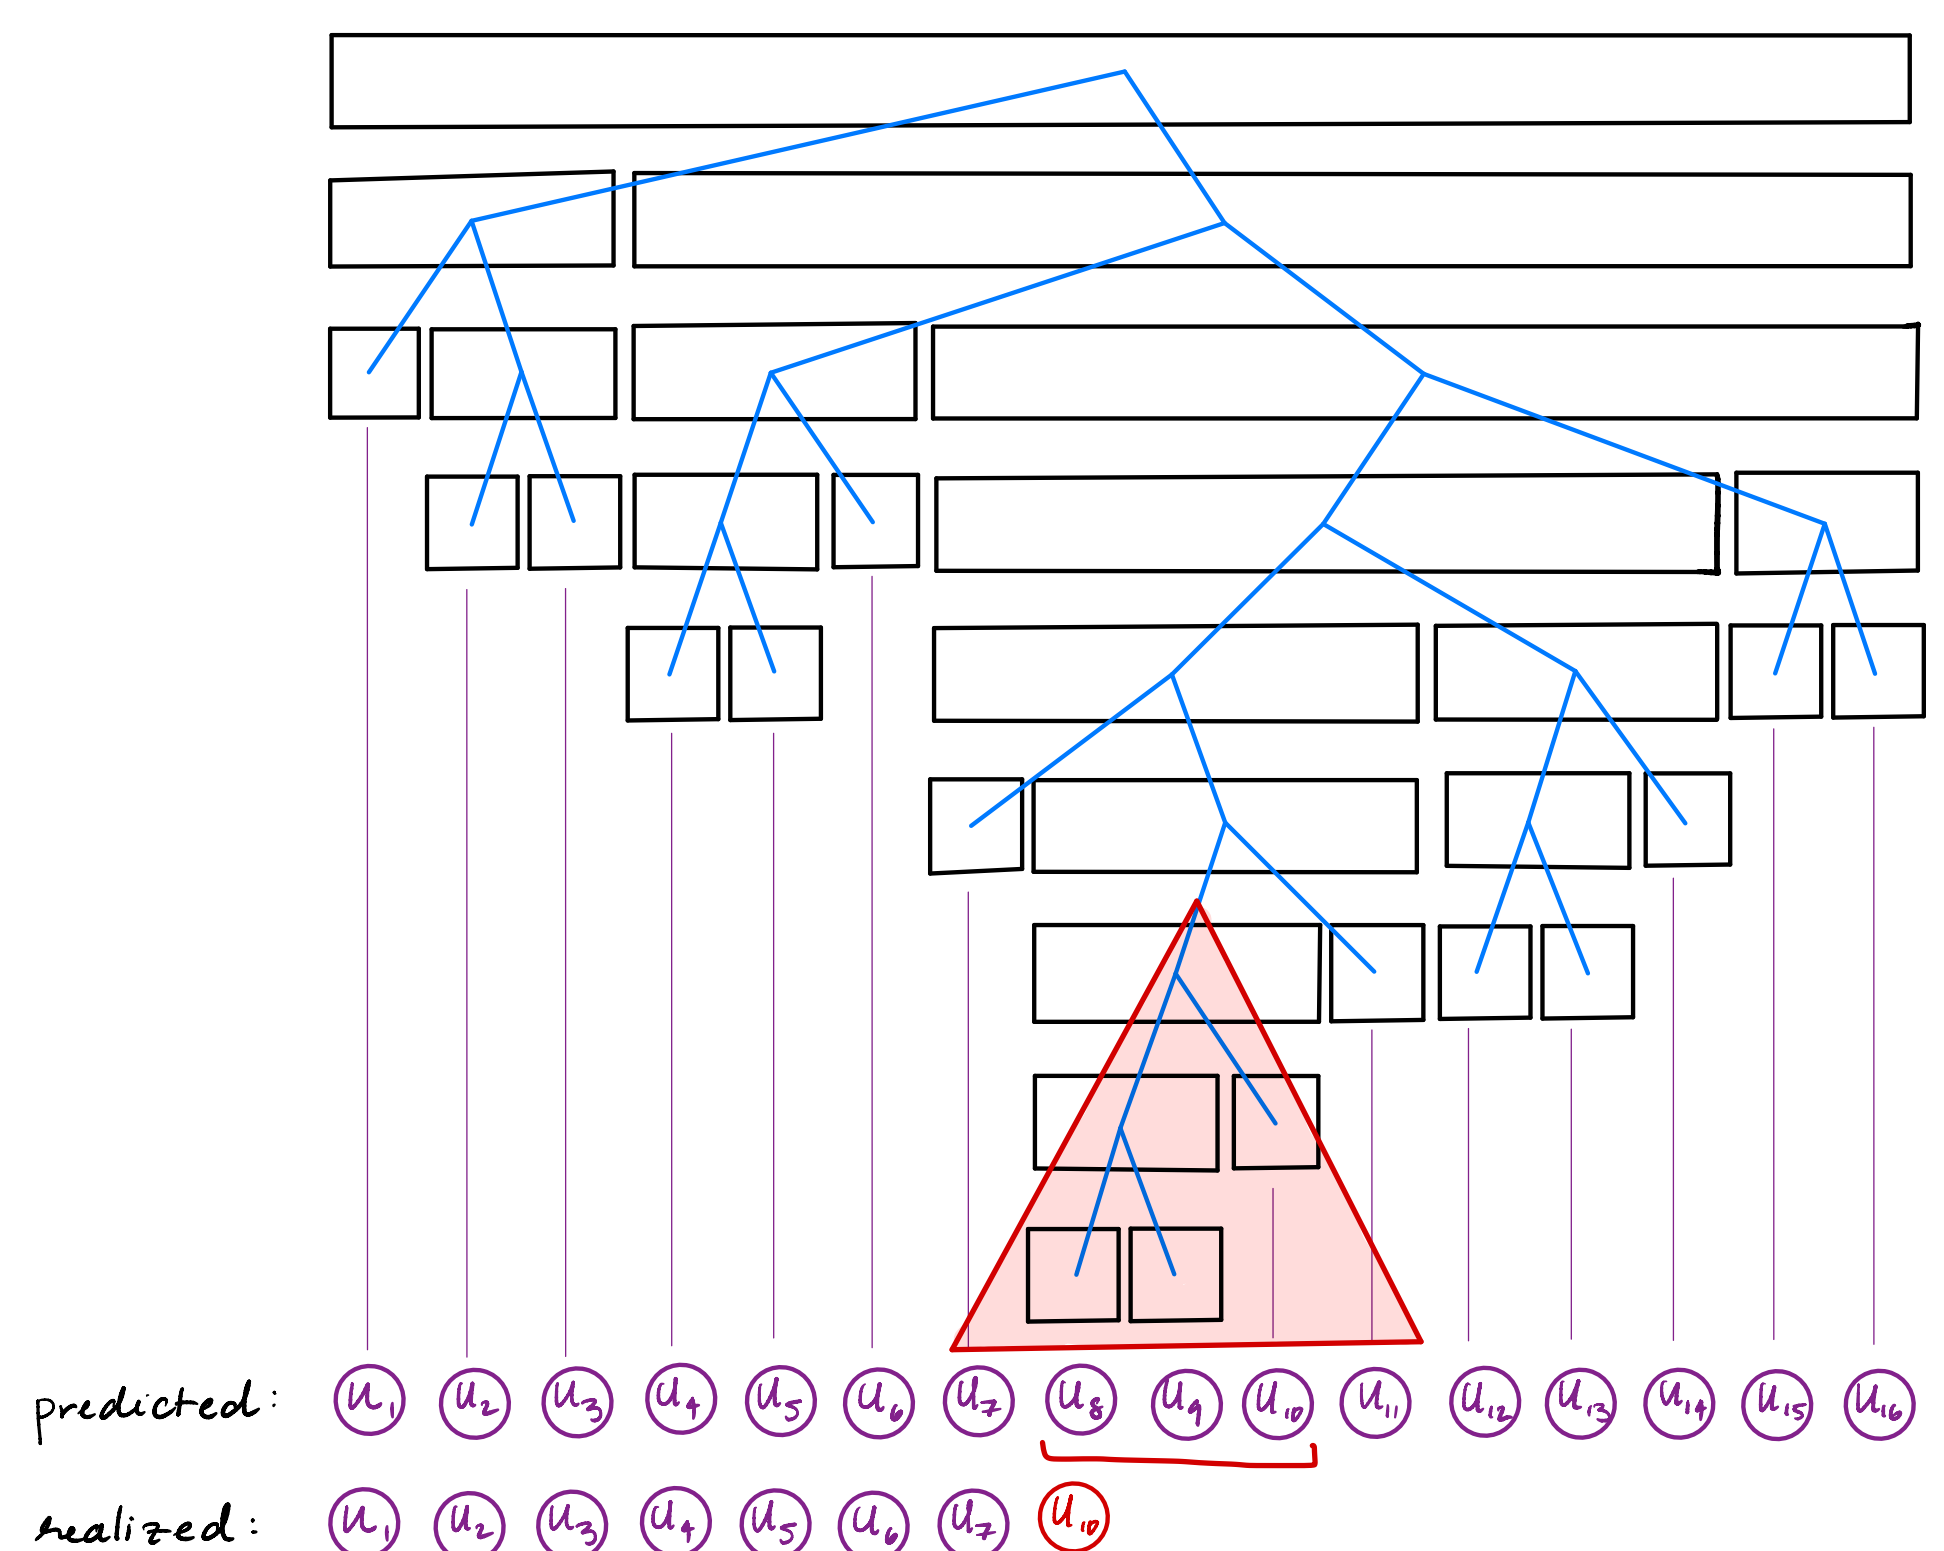 predicted: u₁ u₂ u₃ u₄ u₅ u₆ u₇ u₈ u₉ u₁₀ u₁₁ u₁₂ u₁₃ u₁₄ u₁₅ u₁₆
realized: u₁ u₂ u₃ u₄ u₅ u₆ u₇ u₁₀